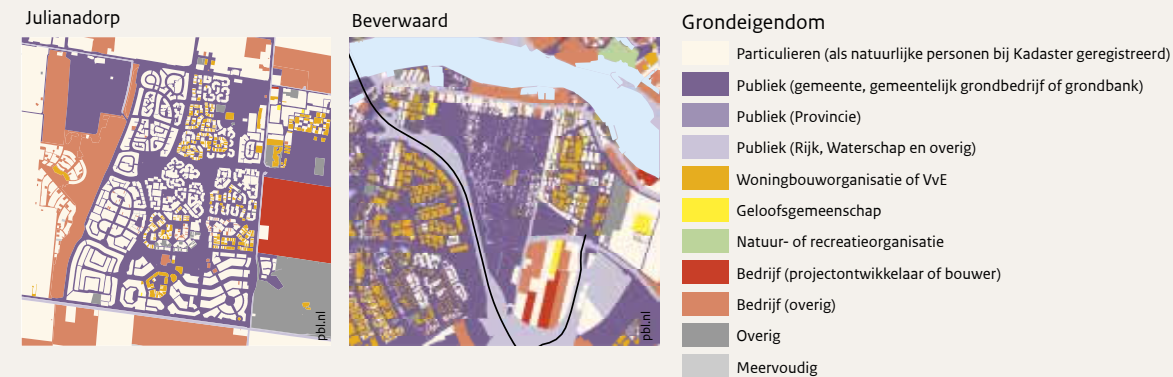 Julianadorp
Beverwaard
Grondeigendom
Particulieren (als natuurlijke personen bij Kadaster geregistreerd)
Publiek (gemeente, gemeentelijk grondbedrijf of grondbank)
Publiek (Provincie)
Publiek (Rijk, Waterschap en overig)
Woningbouworganisatie of VvE
Geloofsgemeenschap
Natuur- of recreatieorganisatie
Bedrijf (projectontwikkelaar of bouwer)
Bedrijf (overig)
Overig
Meervoudig
pbl.nl
pbl.nl